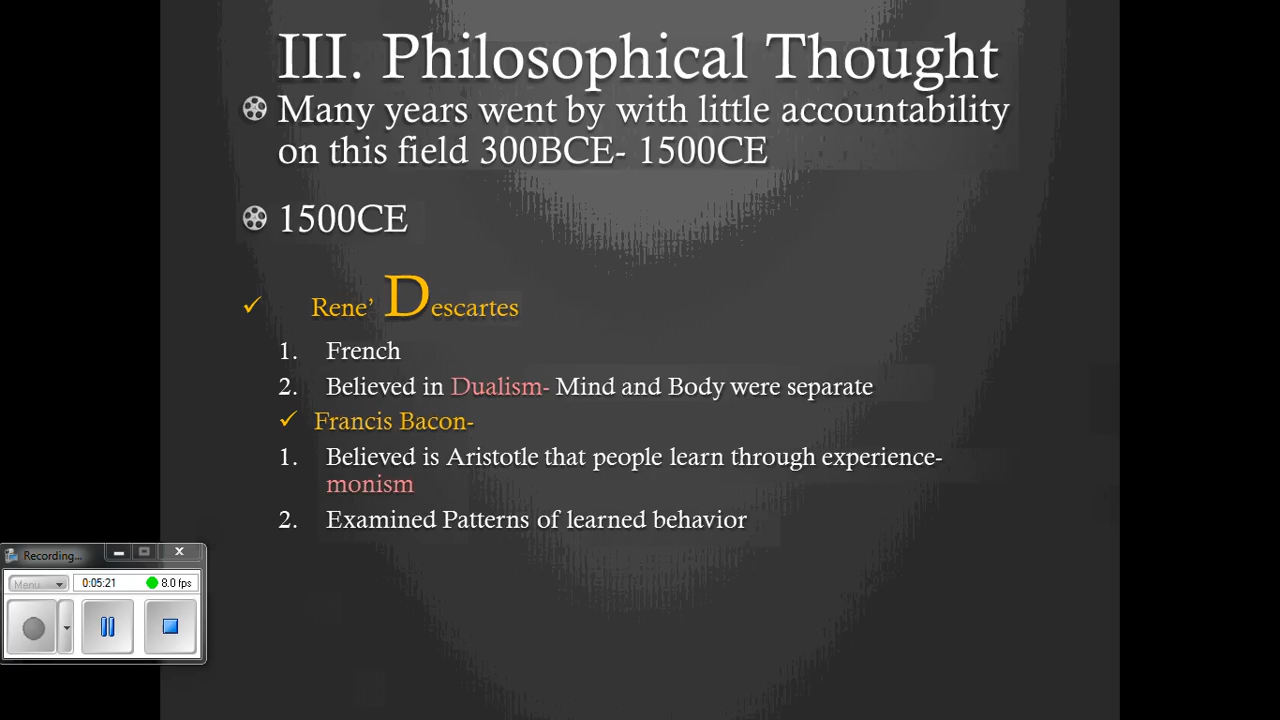 III. Philosophical Thought
Many years went by with little accountability
on this field 300BCE- 1500CE
1500CE
✓ Rene’ Descartes
1. French
2. Believed in Dualism- Mind and Body were separate
✓ Francis Bacon-
1. Believed is Aristotle that people learn through experience-
monism
2. Examined Patterns of learned behavior
Recording...
Menu
0:05:21
8.0 fps